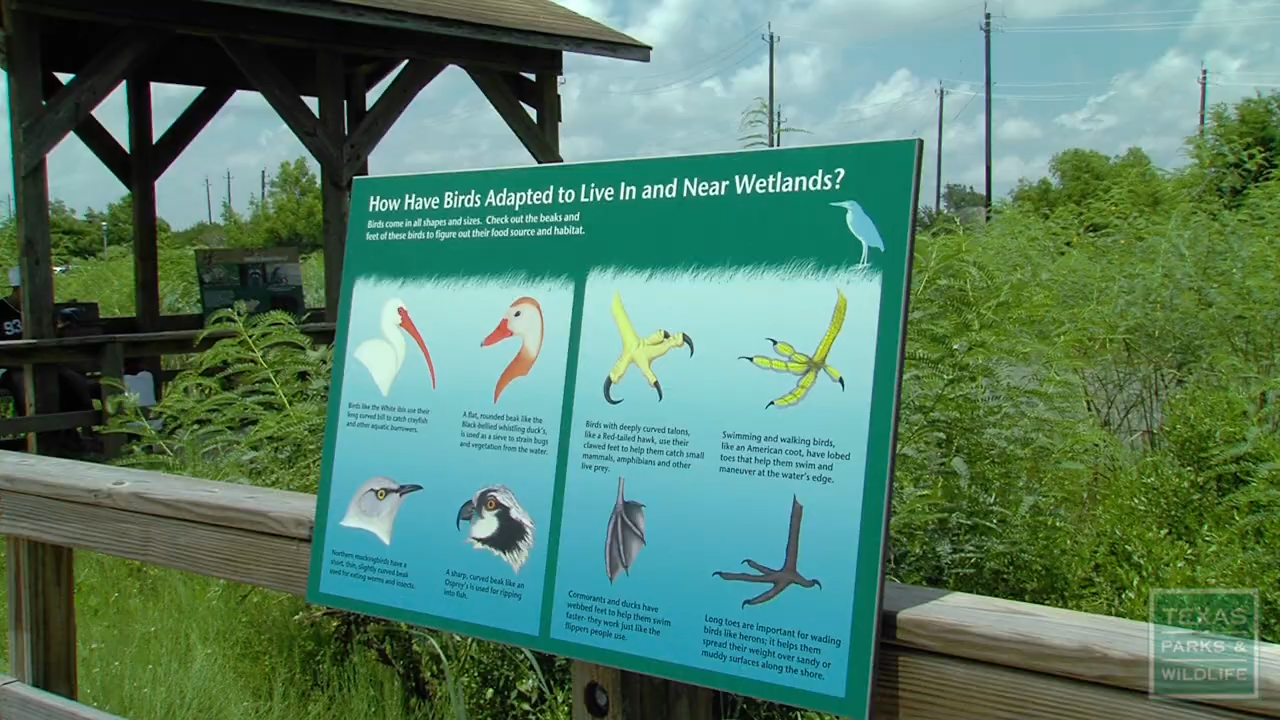 How Have Birds Adapted to Live In and Near Wetlands?
Birds come in all shapes and sizes. Check out the beaks and
feet of these birds to figure out their food source and habitat.
Birds like the White ibis use their
long curved bill to catch crayfish
and other aquatic burrowers.
A flat, rounded beak like the
Black-bellied whistling duck's,
is used as a sieve to strain bugs
and vegetation from the water.
Birds with deeply curved talons,
like a Red-tailed hawk, use their
clawed feet to help them catch small
mammals, amphibians and other
live prey.
Swimming and walking birds,
like an American coot, have lobed
toes that help them swim and
maneuver at the water's edge.
Northern mockingbirds have a
short, thin, slightly curved beak
used for eating worms and insects.
A sharp, curved beak like an
Osprey's is used for ripping
into fish.
Cormorants and ducks have
webbed feet to help them swim
faster- they work just like the
flippers people use.
Long toes are important for wading
birds like herons; it helps them
spread their weight over sandy or
muddy surfaces along the shore.
93
TEXAS
PARKS &
WILDLIFE